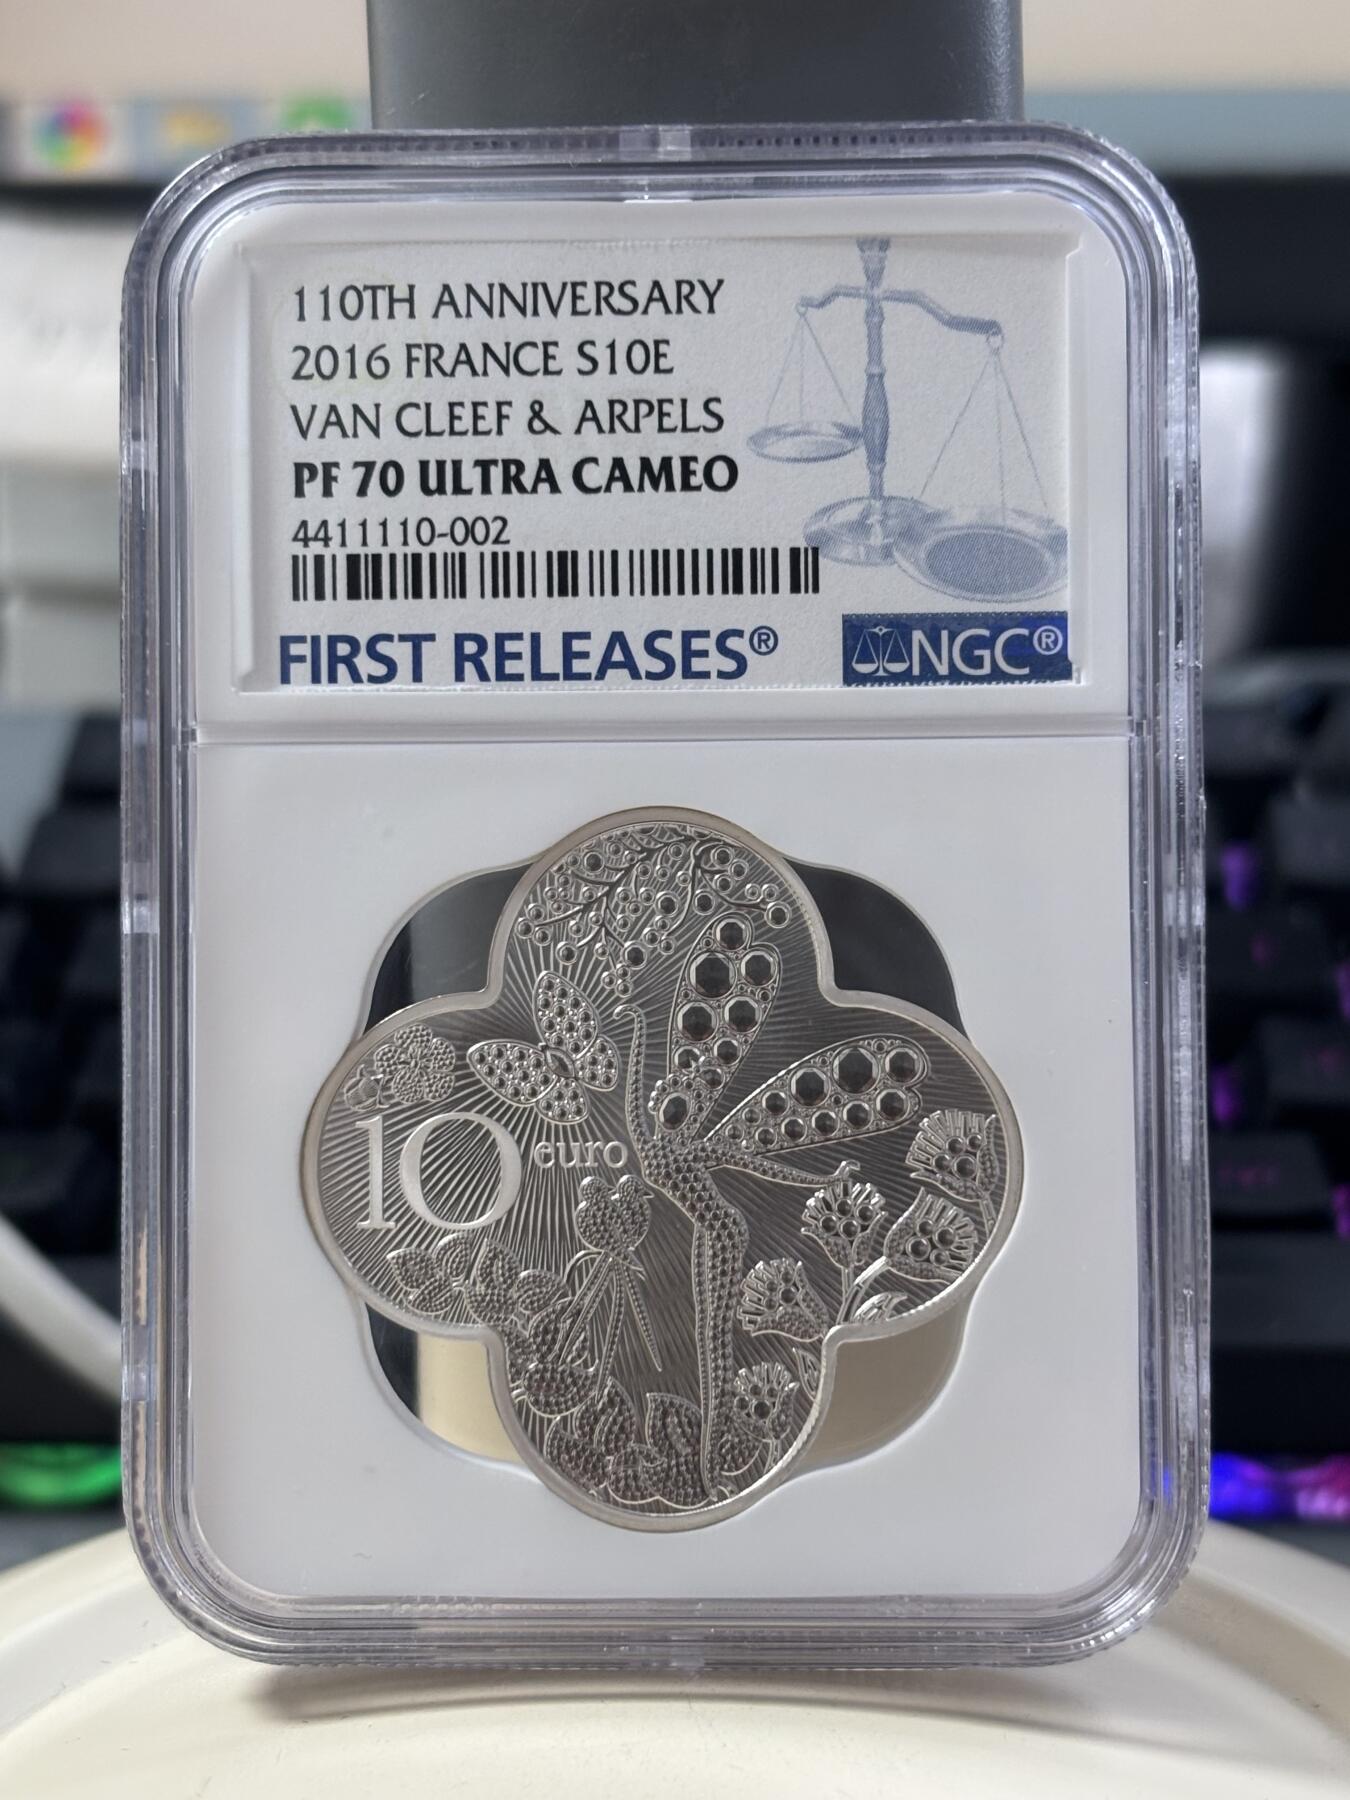 110TH ANNIVERSARY
2016 FRANCE S10E
VAN CLEEF & ARPELS
PF 70 ULTRA CAMEO
4411110-002
FIRST RELEASES® NGC®
10 euro